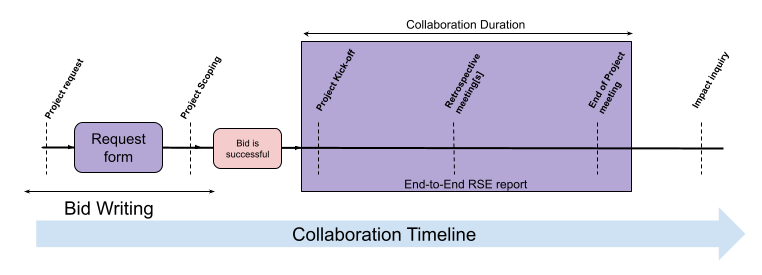 Collaboration Duration
Project request
Project Scoping
Project Kick-off
Retrospective
meeting[s]
End of Project
meeting
Impact inquiry
Request
form
Bid is
successful
End-to-End RSE report
Bid Writing
Collaboration Timeline